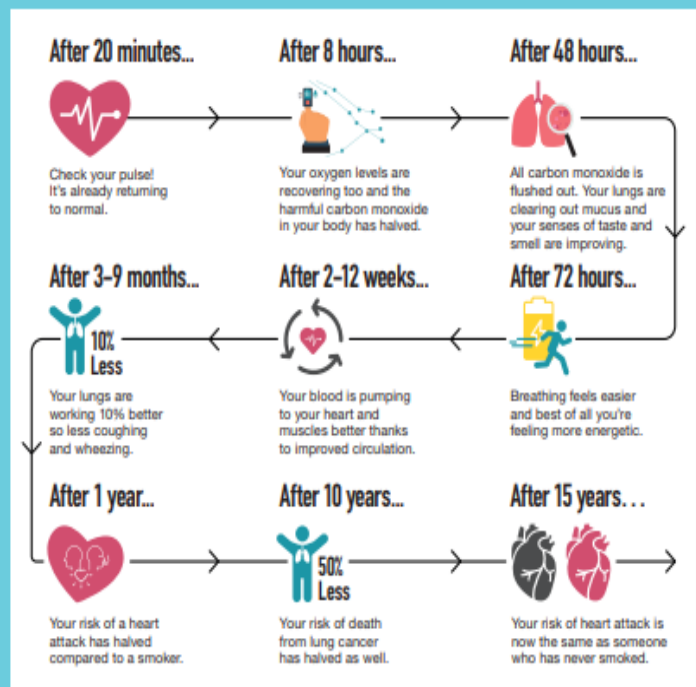 After 20 minutes...
Check your pulse!
It's already returning
to normal.
After 8 hours...
Your oxygen levels are
recovering too and the
harmful carbon monoxide
in your body has halved.
After 48 hours...
All carbon monoxide is
flushed out. Your lungs are
clearing out mucus and
your senses of taste and
smell are improving.
After 72 hours...
Breathing feels easier
and best of all you're
feeling more energetic.
After 2–12 weeks...
Your blood is pumping
to your heart and
muscles better thanks
to improved circulation.
After 3–9 months...
10%
Less
Your lungs are
working 10% better
so less coughing
and wheezing.
After 1 year...
Your risk of a heart
attack has halved
compared to a smoker.
After 10 years...
50%
Less
Your risk of death
from lung cancer
has halved as well.
After 15 years...
Your risk of heart attack is
now the same as someone
who has never smoked.